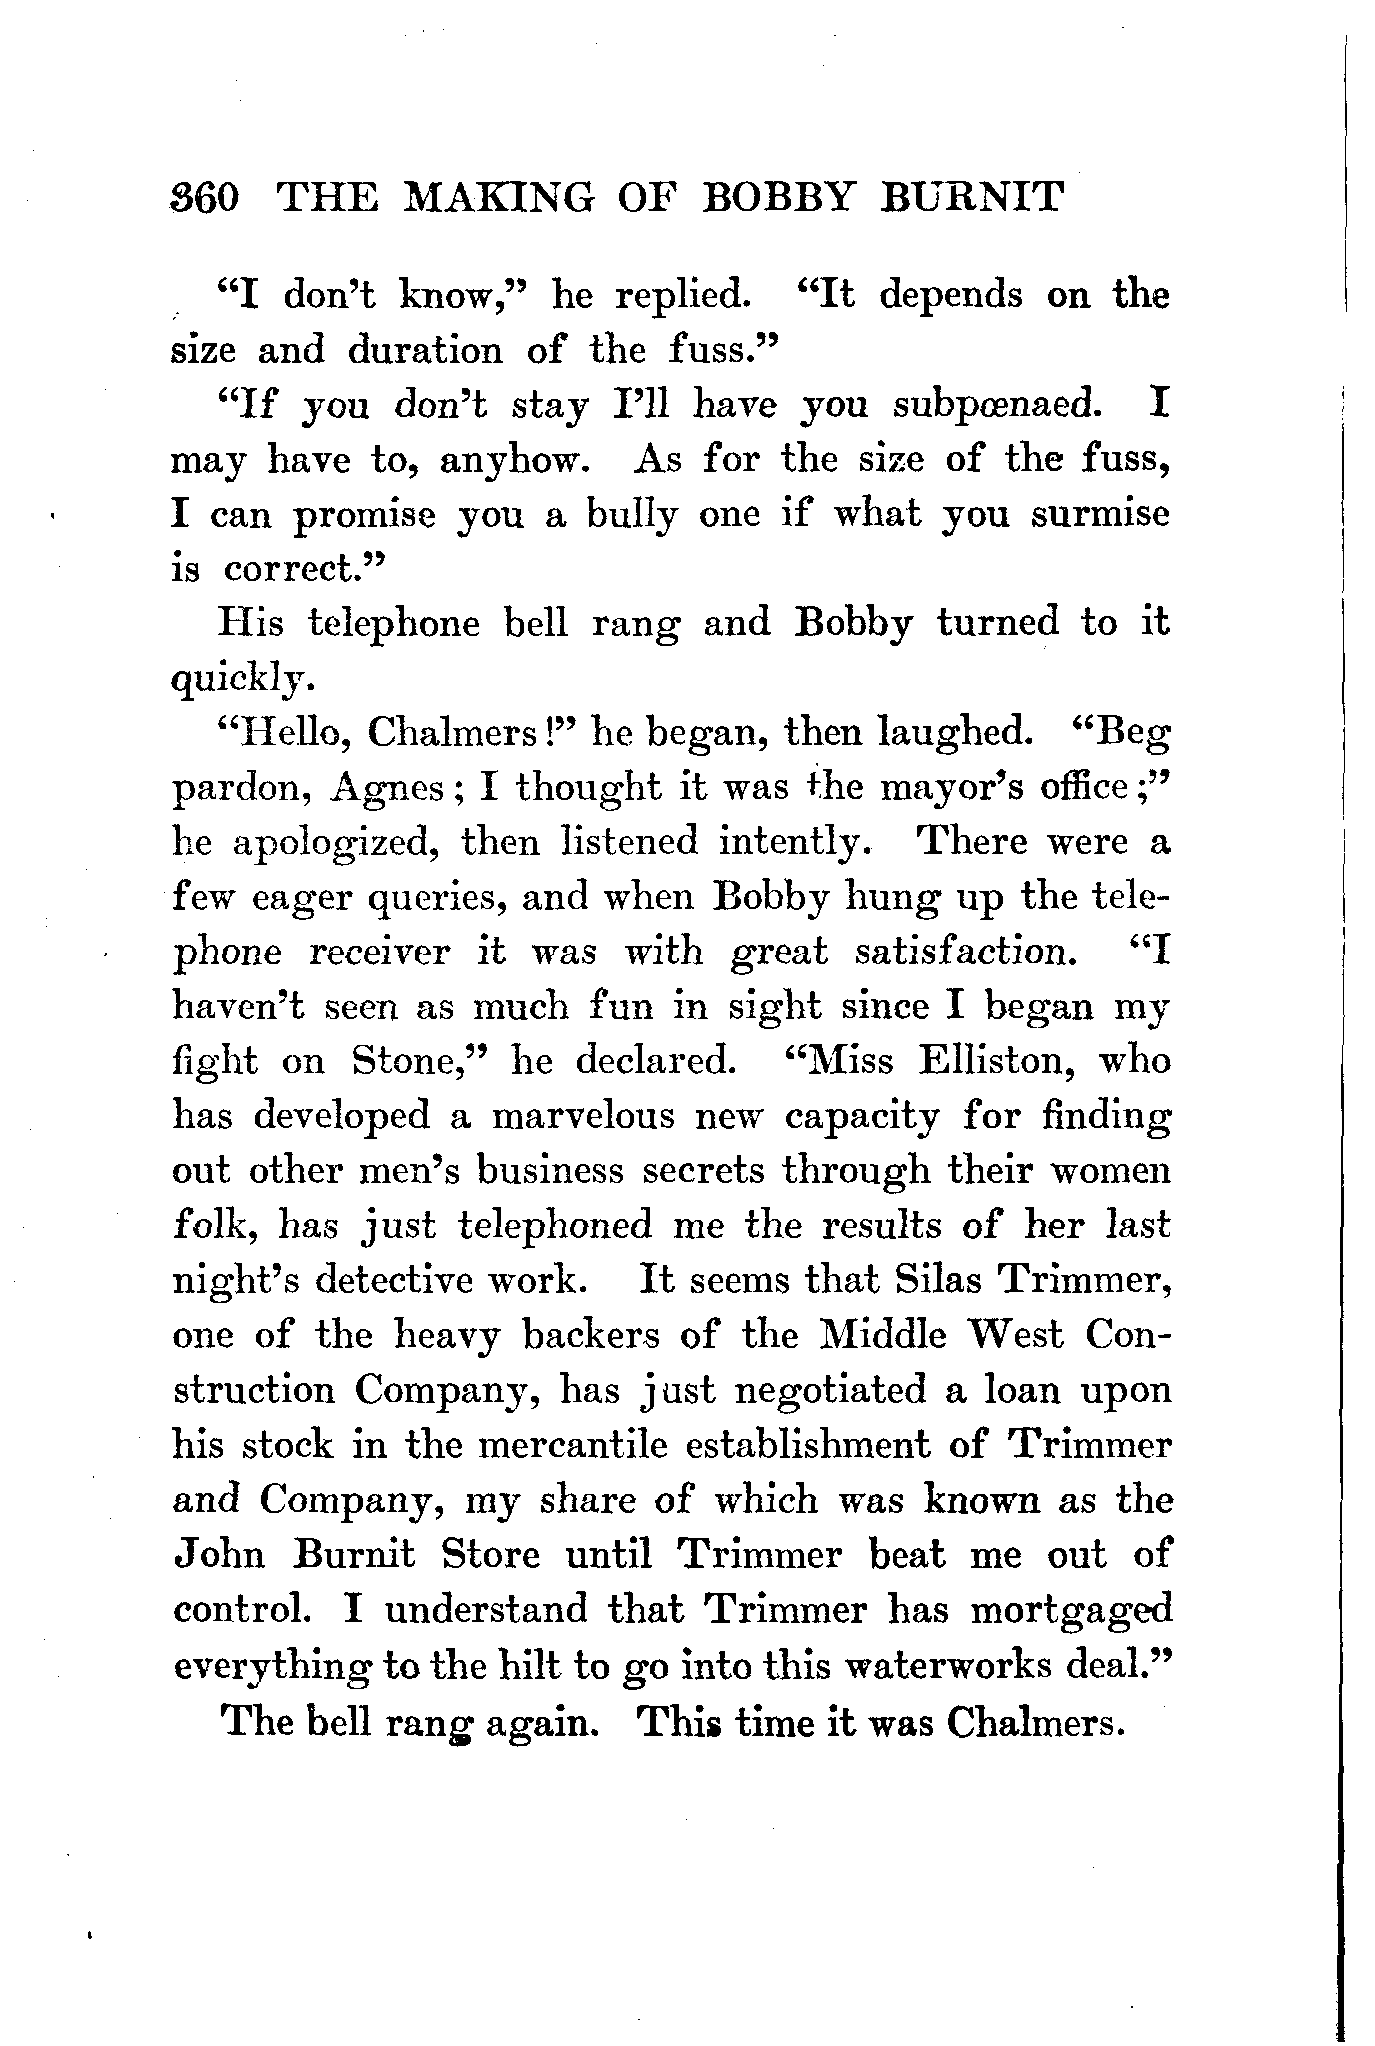 360 THE MAKING OF BOBBY BURNIT
“I don’t know,” he replied. “It depends on the
size and duration of the fuss.”
“If you don’t stay I’ll have you subpœnaed. I
may have to, anyhow. As for the size of the fuss,
I can promise you a bully one if what you surmise
is correct.”
His telephone bell rang and Bobby turned to it
quickly.
“Hello, Chalmers!” he began, then laughed. “Beg
pardon, Agnes; I thought it was the mayor’s office;”
he apologized, then listened intently. There were a
few eager queries, and when Bobby hung up the tele-
phone receiver it was with great satisfaction. “I
haven’t seen as much fun in sight since I began my
fight on Stone,” he declared. “Miss Elliston, who
has developed a marvelous new capacity for finding
out other men’s business secrets through their women
folk, has just telephoned me the results of her last
night’s detective work. It seems that Silas Trimmer,
one of the heavy backers of the Middle West Con-
struction Company, has just negotiated a loan upon
his stock in the mercantile establishment of Trimmer
and Company, my share of which was known as the
John Burnit Store until Trimmer beat me out of
control. I understand that Trimmer has mortgaged
everything to the hilt to go into this waterworks deal.”
The bell rang again. This time it was Chalmers.